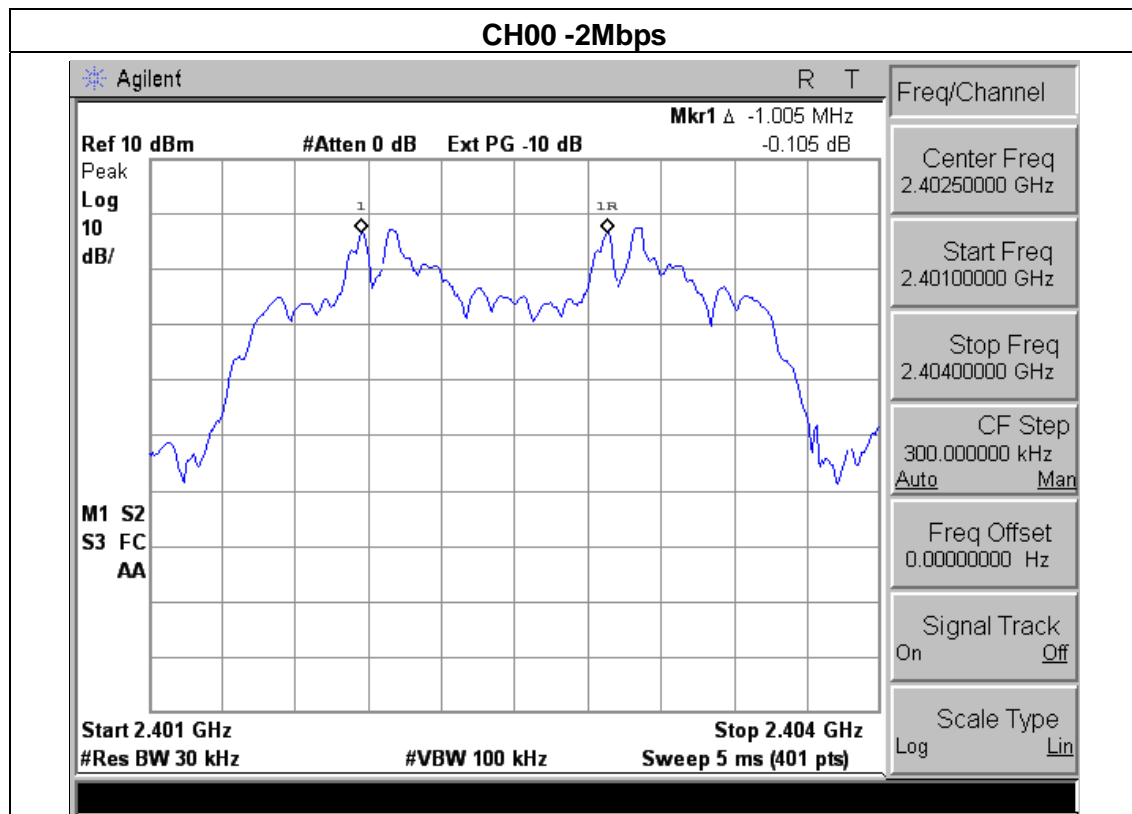 CH00 -2Mbps
Agilent R T
Mkr1 Δ -1.005 MHz
Ref 10 dBm #Atten 0 dB Ext PG -10 dB -0.105 dB
Peak
Log
10
dB/
1 1R
M1 S2
S3 FC
AA
Start 2.401 GHz Stop 2.404 GHz
#Res BW 30 kHz #VBW 100 kHz Sweep 5 ms (401 pts)
Freq/Channel
Center Freq
2.40250000 GHz
Start Freq
2.40100000 GHz
Stop Freq
2.40400000 GHz
CF Step
300.000000 kHz
Auto Man
Freq Offset
0.00000000 Hz
Signal Track
On Off
Scale Type
Log Lin